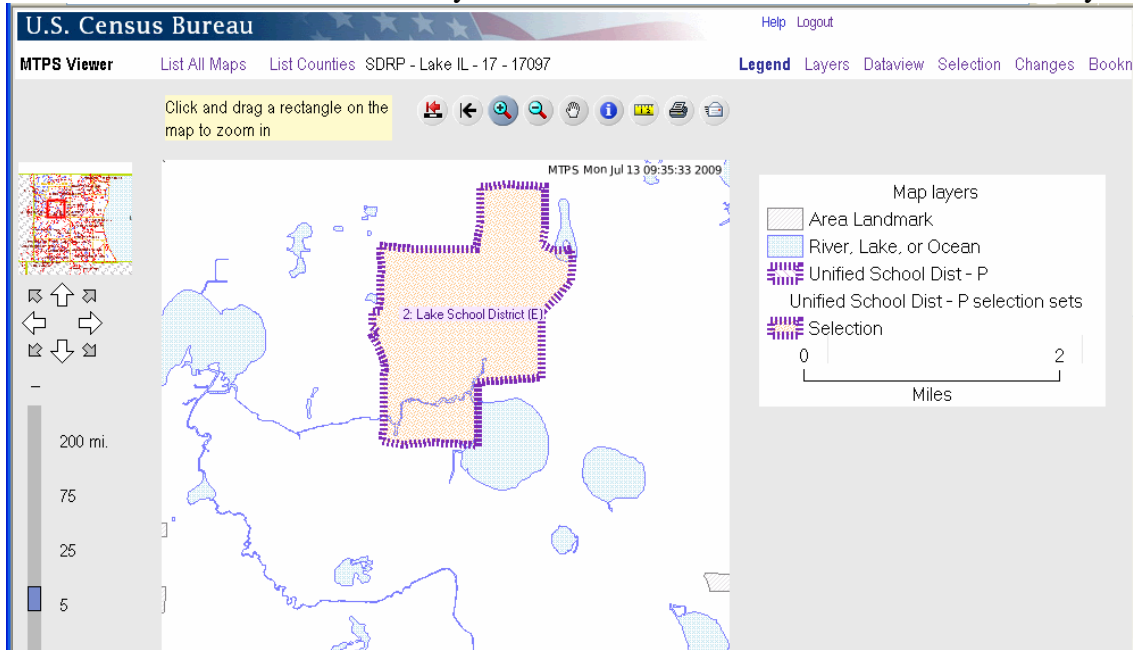 U.S. Census Bureau
Help Logout
MTPS Viewer List All Maps List Counties SDRP - Lake IL - 17 - 17097 Legend Layers Dataview Selection Changes Bookn
Click and drag a rectangle on the
map to zoom in
MTPS Mon Jul 13 09:35:33 2009
Map layers
Area Landmark
River, Lake, or Ocean
Unified School Dist - P
Unified School Dist - P selection sets
Selection
0 2
Miles
2: Lake School District (E)
200 mi.
75
25
5